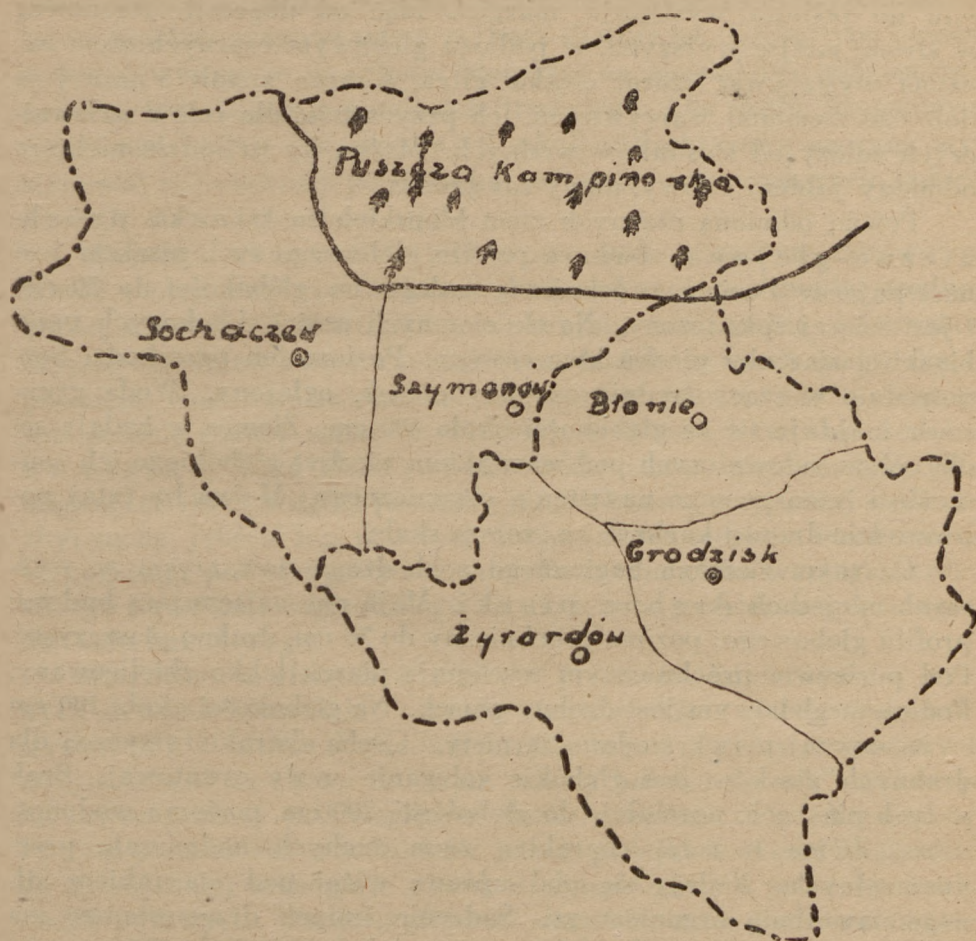 Puszcza Kampinoska
Sochaczew
Szymanów
Błonie
Grodzisk
Żyrardów